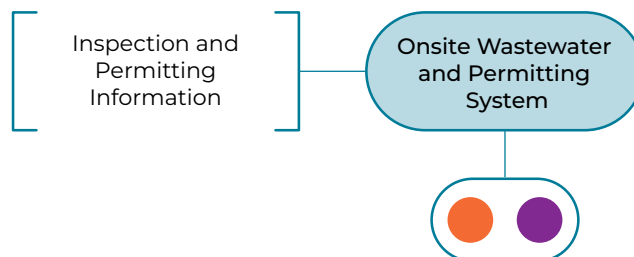 Inspection and
Permitting
Information
Onsite Wastewater
and Permitting
System